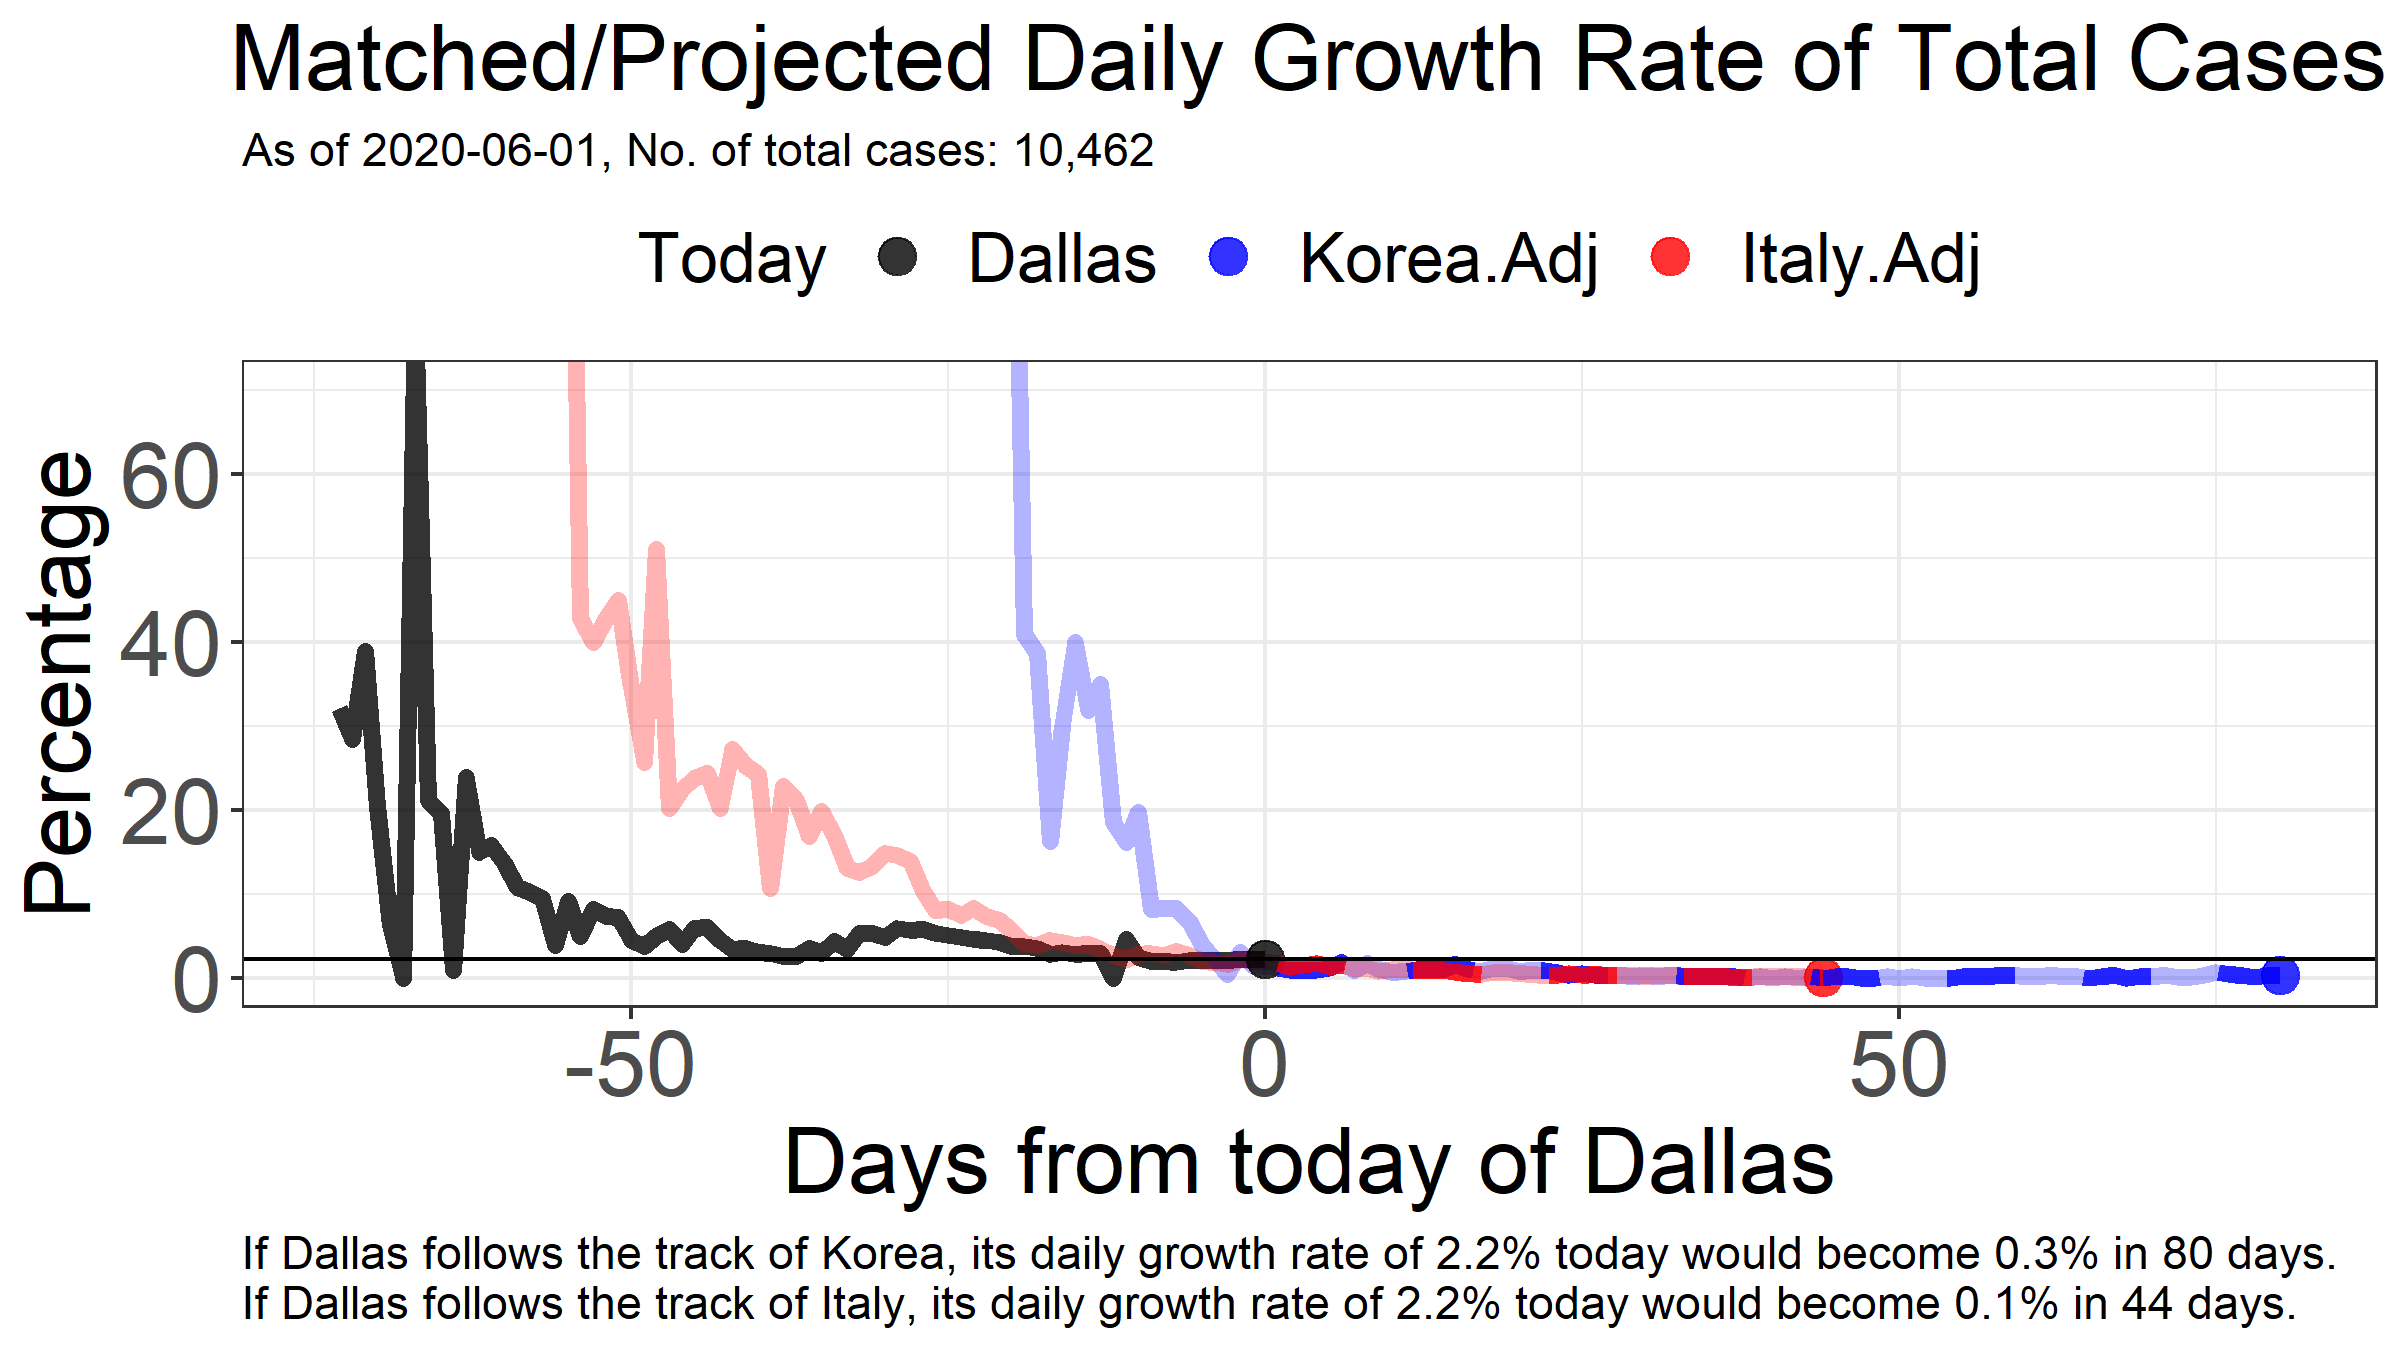 Matched/Projected Daily Growth Rate of Total Cases
As of 2020-06-01, No. of total cases: 10,462
Today Dallas Korea.Adj Italy.Adj
Percentage
60
40
20
0
-50 0 50
Days from today of Dallas
If Dallas follows the track of Korea, its daily growth rate of 2.2% today would become 0.3% in 80 days.
If Dallas follows the track of Italy, its daily growth rate of 2.2% today would become 0.1% in 44 days.